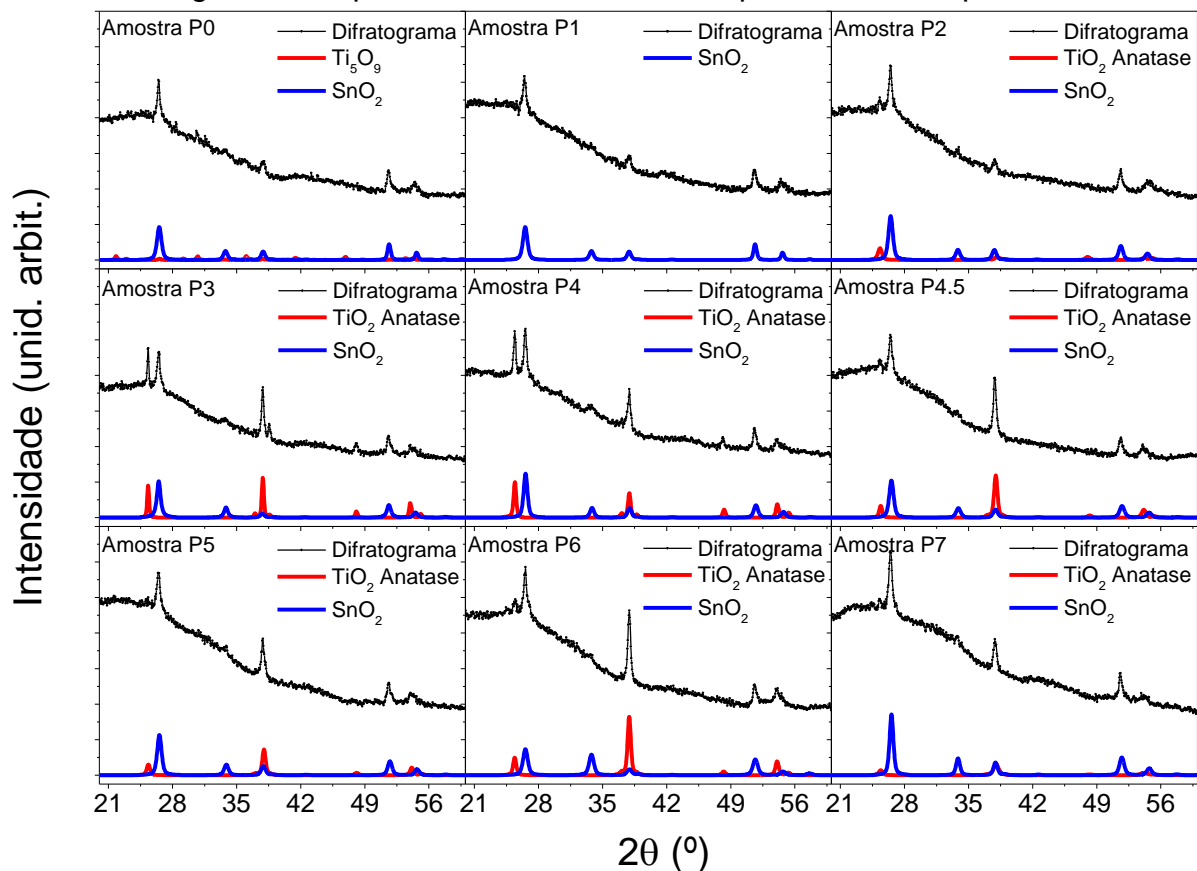 Amostra P0
Difratograma
Ti₅O₉
SnO₂
Amostra P1
Difratograma
SnO₂
Amostra P2
Difratograma
TiO₂ Anatase
SnO₂
Amostra P3
Difratograma
TiO₂ Anatase
SnO₂
Amostra P4
Difratograma
TiO₂ Anatase
SnO₂
Amostra P4.5
Difratograma
TiO₂ Anatase
SnO₂
Amostra P5
Difratograma
TiO₂ Anatase
SnO₂
Amostra P6
Difratograma
TiO₂ Anatase
SnO₂
Amostra P7
Difratograma
TiO₂ Anatase
SnO₂
Intensidade (unid. arbit.)
21 28 35 42 49 56 21 28 35 42 49 56 21 28 35 42 49 56
2θ (º)